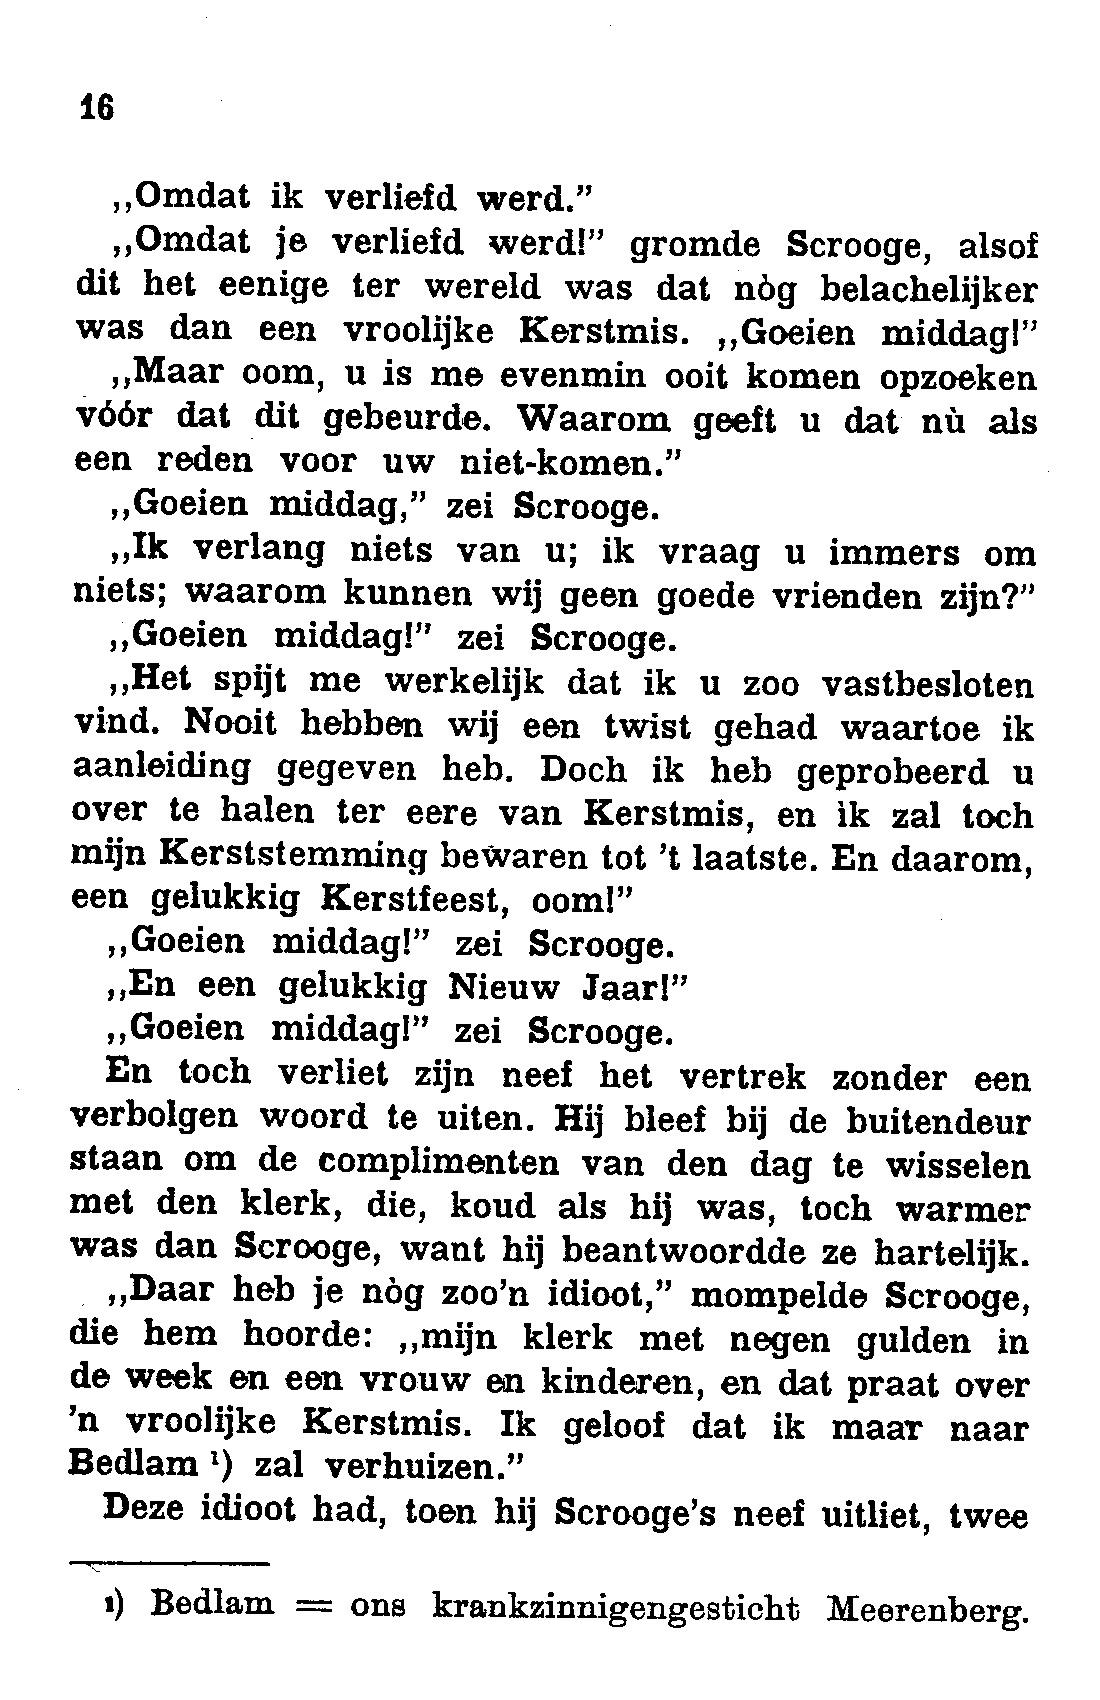 16
„Omdat ik verliefd werd.”
„Omdat je verliefd werd!” gromde Scrooge, alsof
dit het eenige ter wereld was dat nòg belachelijker
was dan een vroolijke Kerstmis. „Goeien middag!”
„Maar oom, u is me evenmin ooit komen opzoeken
vóór dat dit gebeurde. Waarom geeft u dat nù als
een reden voor uw niet-komen.”
„Goeien middag,” zei Scrooge.
„Ik verlang niets van u; ik vraag u immers om
niets; waarom kunnen wij geen goede vrienden zijn?”
„Goeien middag!” zei Scrooge.
„Het spijt me werkelijk dat ik u zoo vastbesloten
vind. Nooit hebben wij een twist gehad waartoe ik
aanleiding gegeven heb. Doch ik heb geprobeerd u
over te halen ter eere van Kerstmis, en ìk zal toch
mijn Kerststemming bewaren tot ’t laatste. En daarom,
een gelukkig Kerstfeest, oom!”
„Goeien middag!” zei Scrooge.
„En een gelukkig Nieuw Jaar!”
„Goeien middag!” zei Scrooge.
En toch verliet zijn neef het vertrek zonder een
verbolgen woord te uiten. Hij bleef bij de buitendeur
staan om de complimenten van den dag te wisselen
met den klerk, die, koud als hij was, toch warmer
was dan Scrooge, want hij beantwoordde ze hartelijk.
„Daar heb je nòg zoo’n idioot,” mompelde Scrooge,
die hem hoorde: „mijn klerk met negen gulden in
de week en een vrouw en kinderen, en dat praat over
’n vroolijke Kerstmis. Ik geloof dat ik maar naar
Bedlam ¹) zal verhuizen.”
Deze idioot had, toen hij Scrooge’s neef uitliet, twee
¹) Bedlam = ons krankzinnigengesticht Meerenberg.